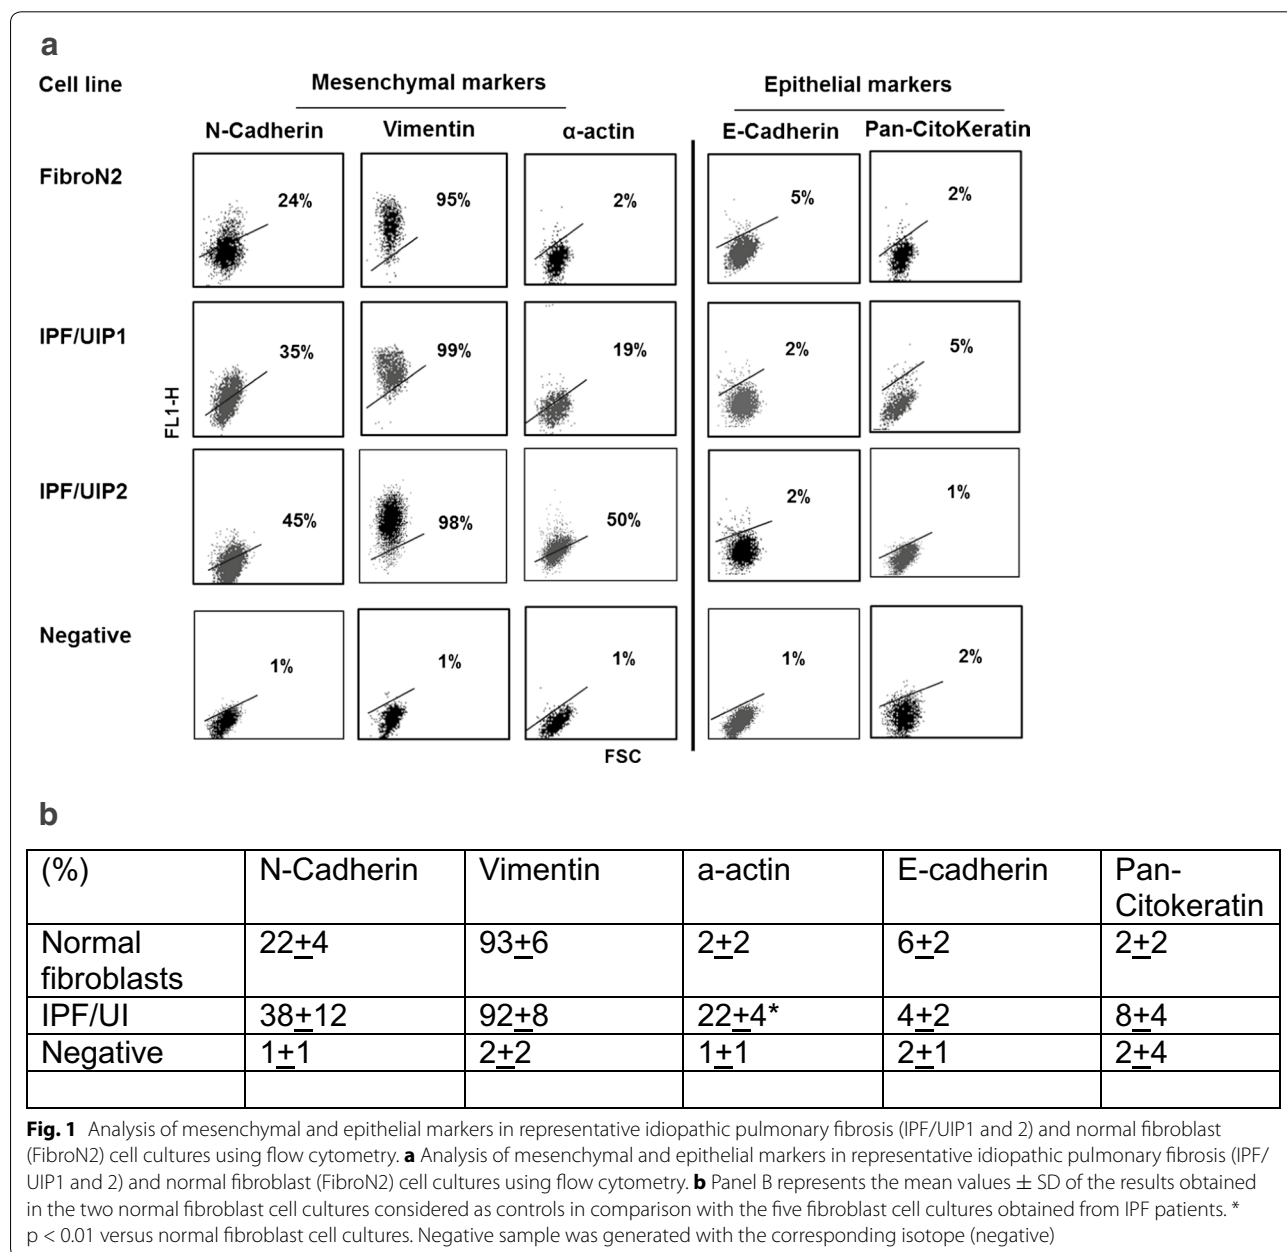 a
Cell line
Mesenchymal markers
Epithelial markers
N-Cadherin
Vimentin
α-actin
E-Cadherin
Pan-CitoKeratin
FibroN2
24%
95%
2%
5%
2%
IPF/UIP1
35%
99%
19%
2%
5%
FL1-H
IPF/UIP2
45%
98%
50%
2%
1%
Negative
1%
1%
1%
1%
2%
FSC
b
(%)
N-Cadherin
Vimentin
a-actin
E-cadherin
Pan-
Citokeratin
Normal
fibroblasts
22±4
93±6
2±2
6±2
2±2
IPF/UI
38±12
92±8
22±4*
4±2
8±4
Negative
1±1
2±2
1±1
2±1
2±4
Fig. 1 Analysis of mesenchymal and epithelial markers in representative idiopathic pulmonary fibrosis (IPF/UIP1 and 2) and normal fibroblast
(FibroN2) cell cultures using flow cytometry. a Analysis of mesenchymal and epithelial markers in representative idiopathic pulmonary fibrosis (IPF/
UIP1 and 2) and normal fibroblast (FibroN2) cell cultures using flow cytometry. b Panel B represents the mean values ± SD of the results obtained
in the two normal fibroblast cell cultures considered as controls in comparison with the five fibroblast cell cultures obtained from IPF patients. *
p < 0.01 versus normal fibroblast cell cultures. Negative sample was generated with the corresponding isotope (negative)